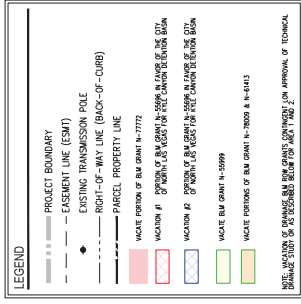 LEGEND
PROJECT BOUNDARY
EASEMENT LINE (ESMT)
EXISTING TRANSMISSION POLE
RIGHT-OF-WAY LINE (BACK-OF-CURB)
PARCEL PROPERTY LINE
VACATE PORTION OF BLM GRANT N-77772
VACATION #1 PORTION OF BLM GRANT N-55696 IN FAVOR OF THE CITY
OF NORTH LAS VEGAS FOR KYLE CANYON DETENTION BASIN
VACATION #2 PORTION OF BLM GRANT N-55696 IN FAVOR OF THE CITY
OF NORTH LAS VEGAS FOR KYLE CANYON DETENTION BASIN
VACATE BLM GRANT N-55999
VACATE PORTIONS OF BLM GRANT N-78009 & N-61413
NOTE: VACATION OF DRAINAGE BLM ROW GRANTS CONTINGENT UPON APPROVAL OF TECHNICAL
DRAINAGE STUDY OR AS DESCRIBED BELOW FOR AREA 1 AND 2.